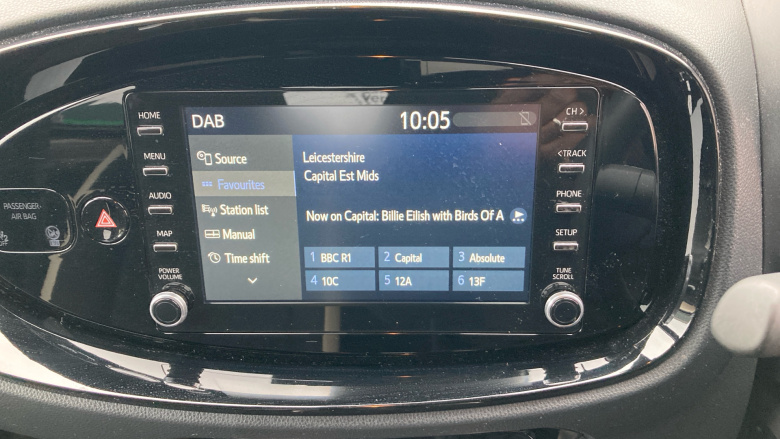 HOME
MENU
AUDIO
MAP
POWER
VOLUME
PASSENGER
AIR BAG
DAB
10:05
Source
Favourites
Station list
Manual
Time shift
Leicestershire
Capital Est Mids
Now on Capital: Billie Eilish with Birds Of A
1 BBC R1
2 Capital
3 Absolute
4 10C
5 12A
6 13F
CH >
< TRACK
PHONE
SETUP
TUNE
SCROLL